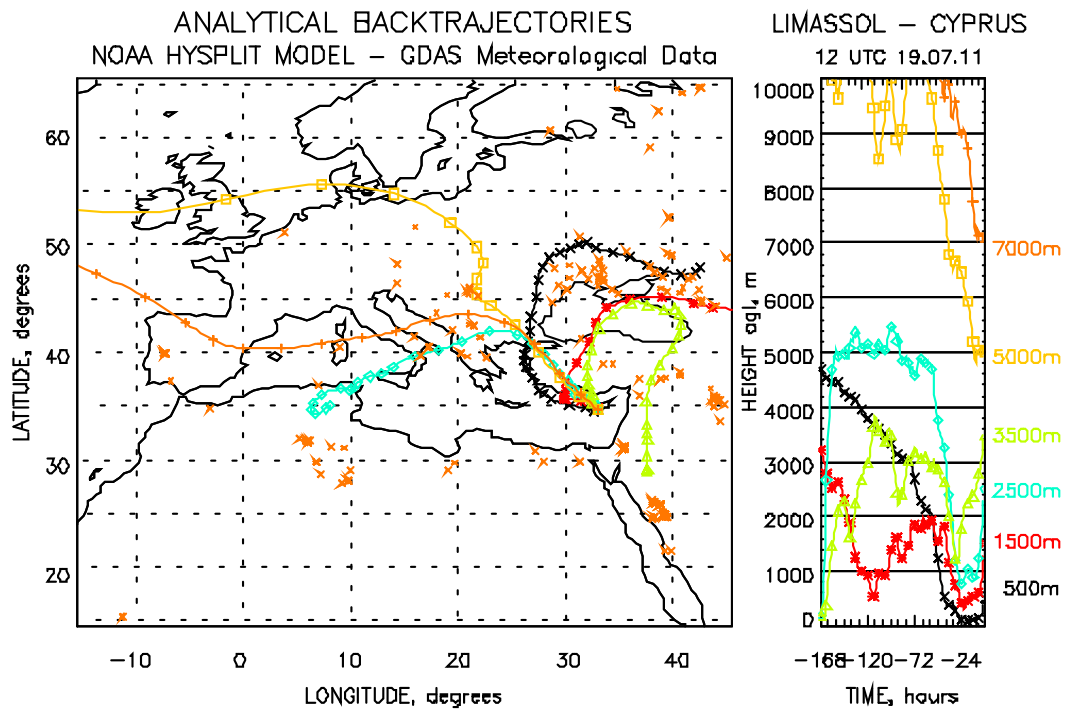 ANALYTICAL BACKTRAJECTORIES
NOAA HYSPLIT MODEL – GDAS Meteorological Data
LIMASSOL – CYPRUS
12 UTC 19.07.11
60
50
40
30
20
LATITUDE, degrees
−10 0 10 20 30 40
LONGITUDE, degrees
10000
9000
8000
7000
6000
5000
4000
3000
2000
1000
0
HEIGHT agl, m
7000m
5000m
3500m
2500m
1500m
500m
−168 −120 −72 −24
TIME, hours